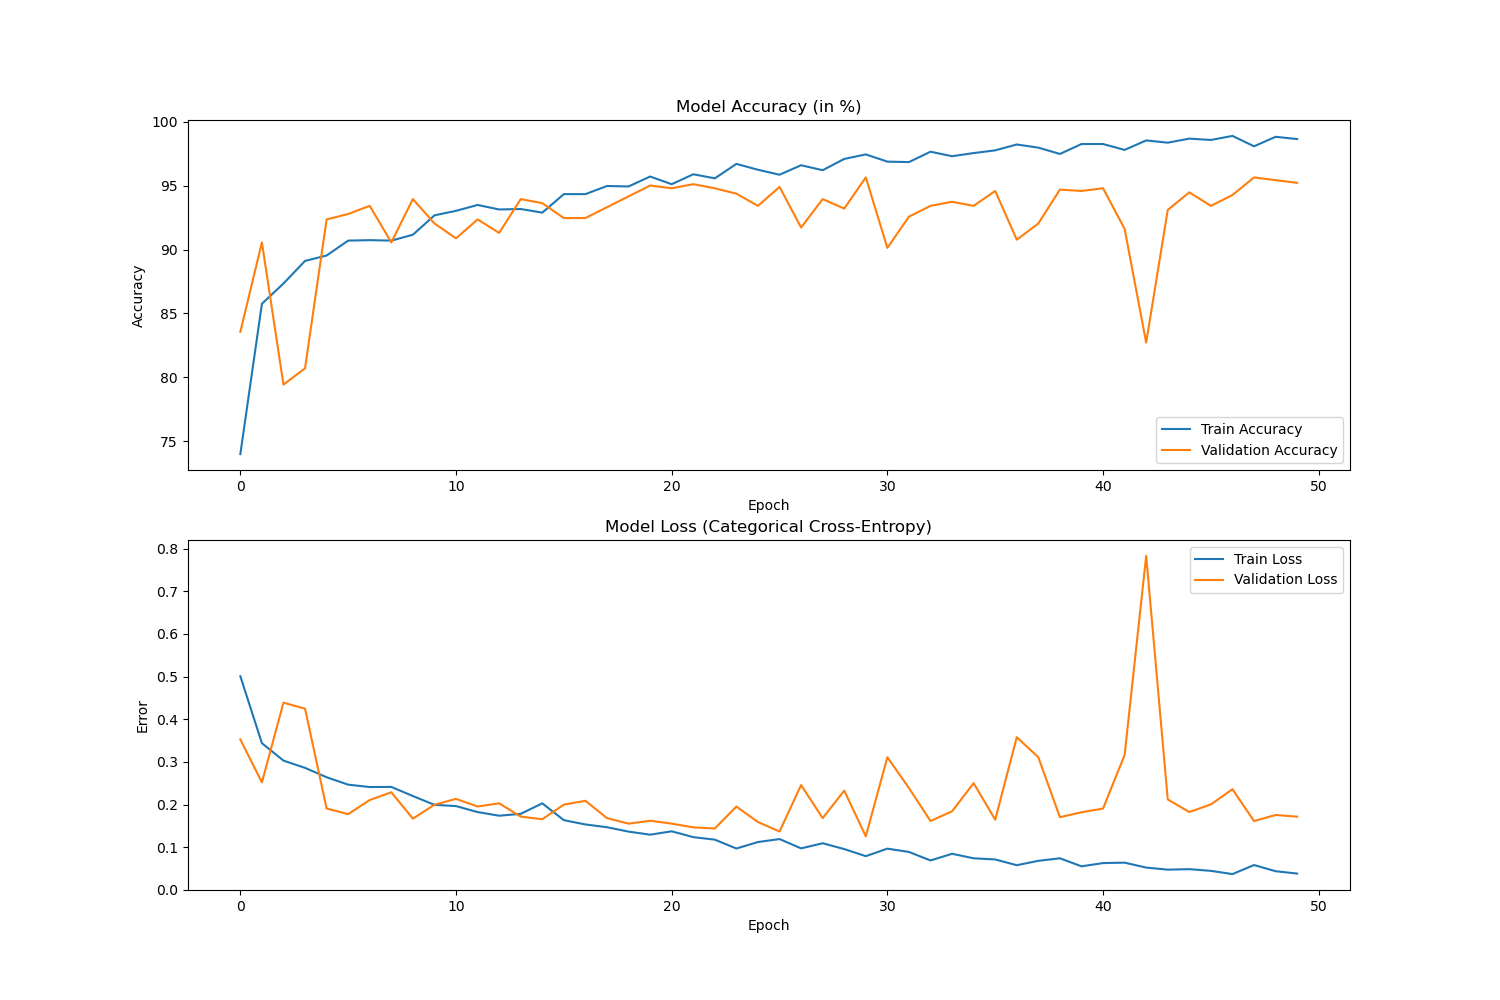 Model Accuracy (in %)
100
95
90
85
80
75
Accuracy
Train Accuracy
Validation Accuracy
0 10 20 30 40 50
Epoch
Model Loss (Categorical Cross-Entropy)
0.8
0.7
0.6
0.5
0.4
0.3
0.2
0.1
0.0
Error
Train Loss
Validation Loss
0 10 20 30 40 50
Epoch